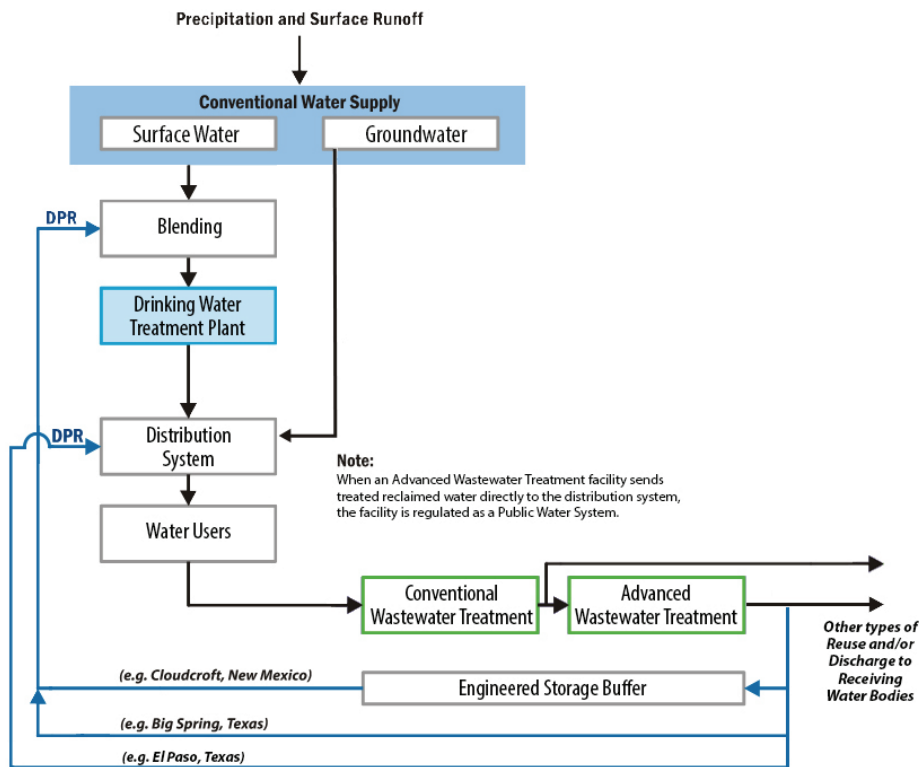 Precipitation and Surface Runoff
Conventional Water Supply
Surface Water
Groundwater
DPR
Blending
Drinking Water
Treatment Plant
DPR
Distribution
System
Note:
When an Advanced Wastewater Treatment facility sends
treated reclaimed water directly to the distribution system,
the facility is regulated as a Public Water System.
Water Users
Conventional
Wastewater Treatment
Advanced
Wastewater Treatment
Other types of
Reuse and/or
Discharge to
Receiving
Water Bodies
(e.g. Cloudcroft, New Mexico)
Engineered Storage Buffer
(e.g. Big Spring, Texas)
(e.g. El Paso, Texas)